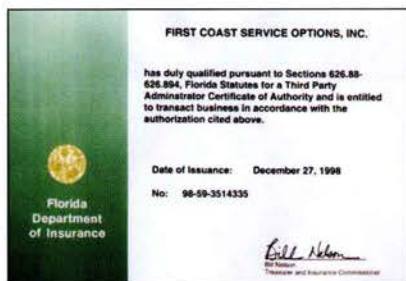 FIRST COAST SERVICE OPTIONS, INC.
has duly qualified pursuant to Sections 626.88-
626.894, Florida Statutes for a Third Party
Administrator Certificate of Authority and is entitled
to transact business in accordance with the
authorization cited above.
Date of Issuance: December 27, 1998
No: 98-59-3514335
Florida
Department
of Insurance
Bill Nelson
Bill Nelson
Treasurer and Insurance Commissioner